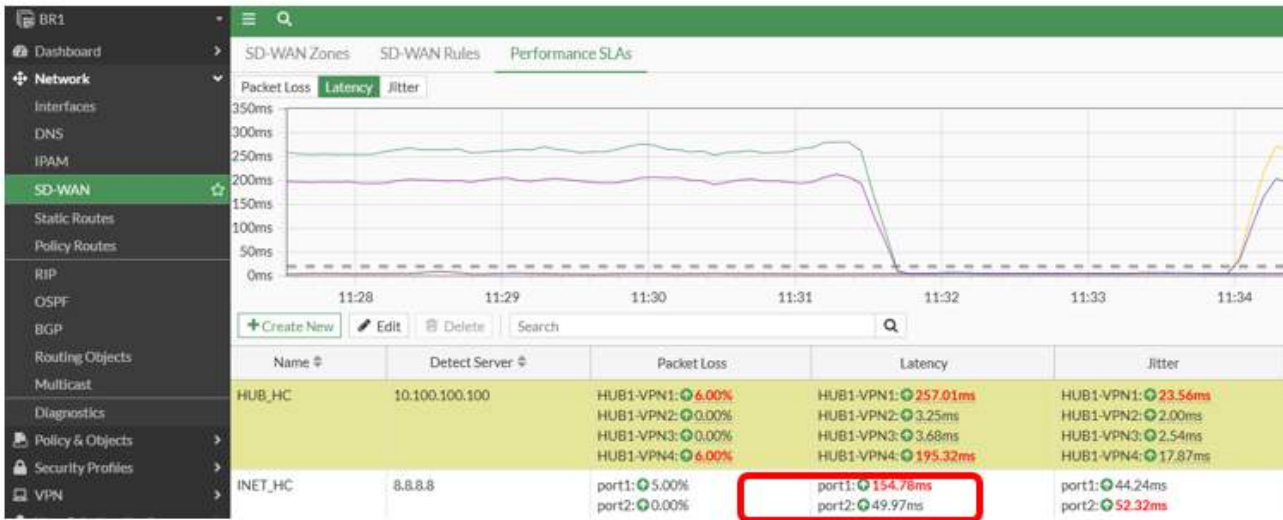 BR1
Dashboard
Network
Interfaces
DNS
IPAM
SD-WAN
Static Routes
Policy Routes
RIP
OSPF
BGP
Routing Objects
Multicast
Diagnostics
Policy & Objects
Security Profiles
VPN
SD-WAN Zones SD-WAN Rules Performance SLAs
Packet Loss Latency Jitter
350ms
300ms
250ms
200ms
150ms
100ms
50ms
0ms
11:28 11:29 11:30 11:31 11:32 11:33 11:34
+ Create New Edit Delete Search
Name Detect Server Packet Loss Latency Jitter
HUB_HC 10.100.100.100 HUB1-VPN1: 6.00% HUB1-VPN1: 257.01ms HUB1-VPN1: 23.56ms
HUB1-VPN2: 0.00% HUB1-VPN2: 3.25ms HUB1-VPN2: 2.00ms
HUB1-VPN3: 0.00% HUB1-VPN3: 3.68ms HUB1-VPN3: 2.54ms
HUB1-VPN4: 6.00% HUB1-VPN4: 195.32ms HUB1-VPN4: 17.87ms
INET_HC 8.8.8.8 port1: 5.00% port1: 154.78ms port1: 44.24ms
port2: 0.00% port2: 49.97ms port2: 52.32ms